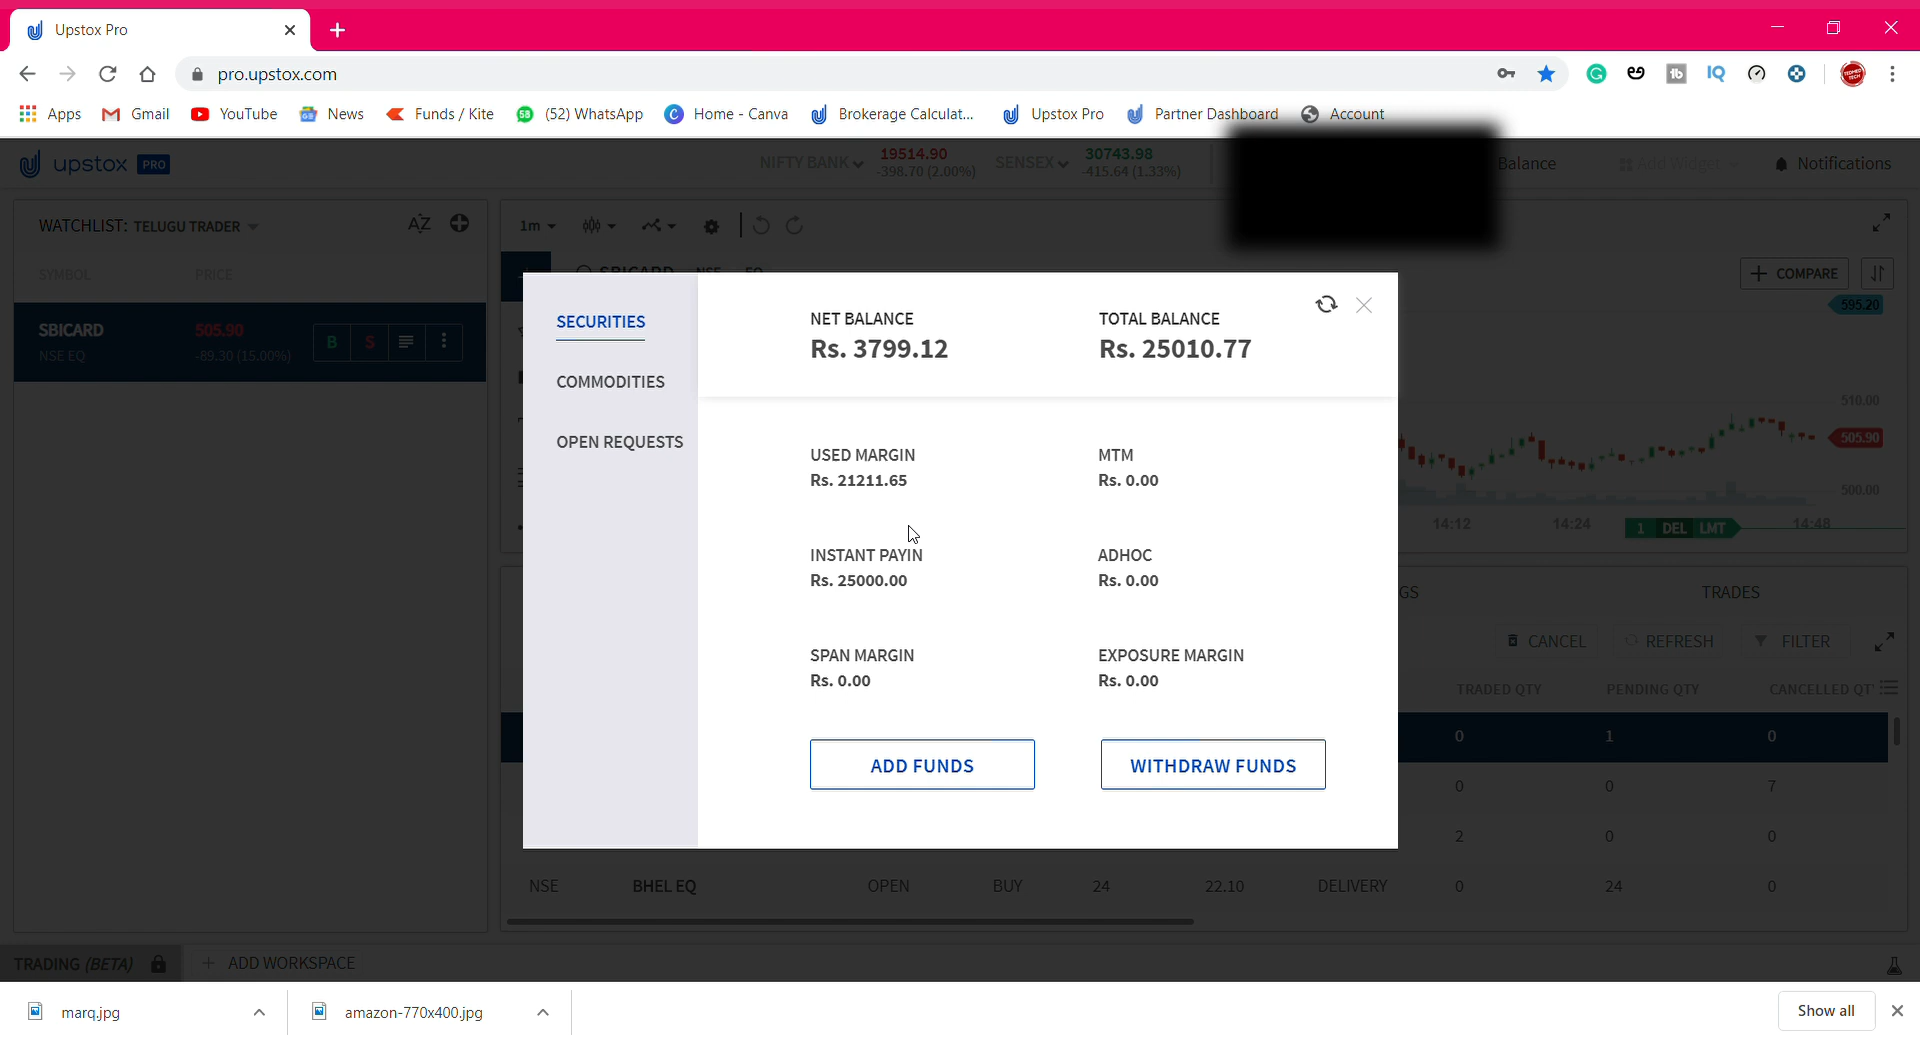 Upstox Pro
pro.upstox.com
Apps Gmail YouTube News Funds / Kite (52) WhatsApp Home - Canva Brokerage Calculat... Upstox Pro Partner Dashboard Account
upstox PRO
NIFTY BANK 19514.90 -398.70 (2.00%) SENSEX 30743.98 -415.64 (1.33%) Balance Add Widget Notifications
WATCHLIST: TELUGU TRADER AZ
1m
SYMBOL PRICE
SBICARD NSE EQ
COMPARE
595.20
SBICARD 505.90 B S
NSE EQ -89.30 (15.00%)
SECURITIES
COMMODITIES
OPEN REQUESTS
NET BALANCE TOTAL BALANCE
Rs. 3799.12 Rs. 25010.77
USED MARGIN MTM
Rs. 21211.65 Rs. 0.00
INSTANT PAYIN ADHOC
Rs. 25000.00 Rs. 0.00
SPAN MARGIN EXPOSURE MARGIN
Rs. 0.00 Rs. 0.00
ADD FUNDS WITHDRAW FUNDS
510.00
505.90
500.00
14:12 14:24 14:48
1 DEL LMT
GS TRADES
CANCEL REFRESH FILTER
TRADED QTY PENDING QTY CANCELLED QT
0 1 0
0 0 7
2 0 0
NSE BHEL EQ OPEN BUY 24 22.10 DELIVERY 0 24 0
TRADING (BETA) ADD WORKSPACE
marq.jpg amazon-770x400.jpg Show all